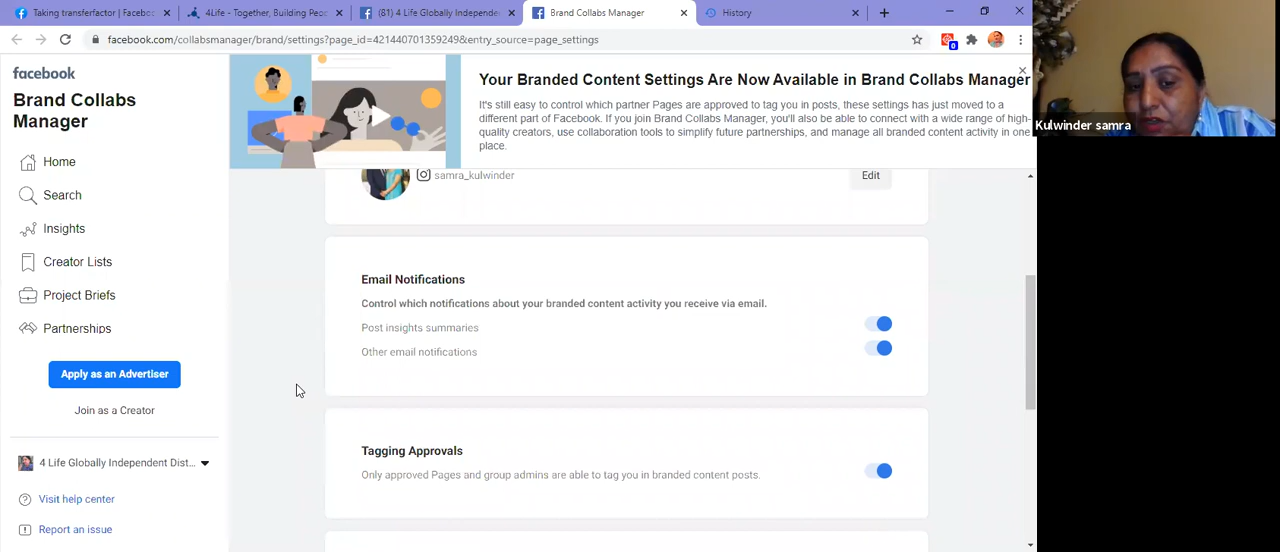 Taking transferfactor | Faceboo
4Life - Together, Building Peop
(81) 4 Life Globally Independen
Brand Collabs Manager
History
facebook.com/collabsmanager/brand/settings?page_id=421440701359249&entry_source=page_settings
0
facebook
Brand Collabs
Manager
Home
Search
Insights
Creator Lists
Project Briefs
Partnerships
Apply as an Advertiser
Join as a Creator
4 Life Globally Independent Dist...
Visit help center
Report an issue
Your Branded Content Settings Are Now Available in Brand Collabs Manager
It's still easy to control which partner Pages are approved to tag you in posts, these settings has just moved to a
different part of Facebook. If you join Brand Collabs Manager, you'll also be able to connect with a wide range of high-
quality creators, use collaboration tools to simplify future partnerships, and manage all branded content activity in one
place.
samra_kulwinder
Edit
Email Notifications
Control which notifications about your branded content activity you receive via email.
Post insights summaries
Other email notifications
Tagging Approvals
Only approved Pages and group admins are able to tag you in branded content posts.
Kulwinder samra